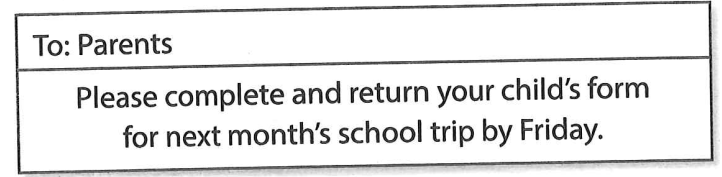 To: Parents
Please complete and return your child's form
for next month's school trip by Friday.